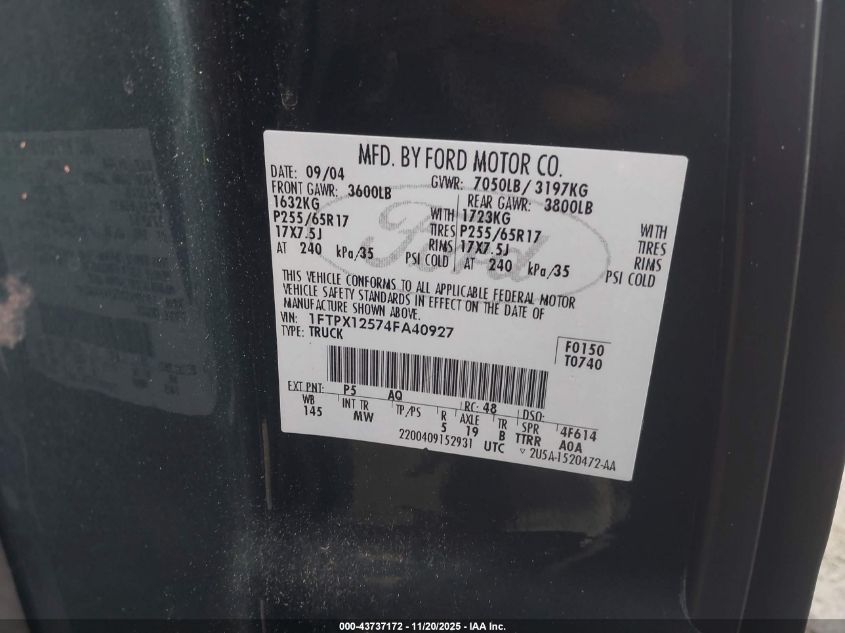 MFD. BY FORD MOTOR CO.
DATE: 09/04 GVWR: 7050LB/ 3197KG
FRONT GAWR: 3600LB REAR GAWR: 3800LB
1632KG WITH 1723KG WITH
P255/65R17 TIRES P255/65R17 TIRES
17X7.5J RIMS 17X7.5J RIMS
AT 240 kPa/35 PSI COLD AT 240 kPa/35 PSI COLD
Ford
THIS VEHICLE CONFORMS TO ALL APPLICABLE FEDERAL MOTOR
VEHICLE SAFETY STANDARDS IN EFFECT ON THE DATE OF
MANUFACTURE SHOWN ABOVE.
VIN: 1FTPX12574FA40927
TYPE: TRUCK
F0150
T0740
EXT PNT: P5 AQ RC: 48 DSO:
WB INT TR TP/PS R AXLE TR SPR 4F614
145 MW 5 19 B TTRR A0A
2200409152931 UTC ▽ 2U5A-1520472-AA
000-43737172 - 11/20/2025 - IAA Inc.